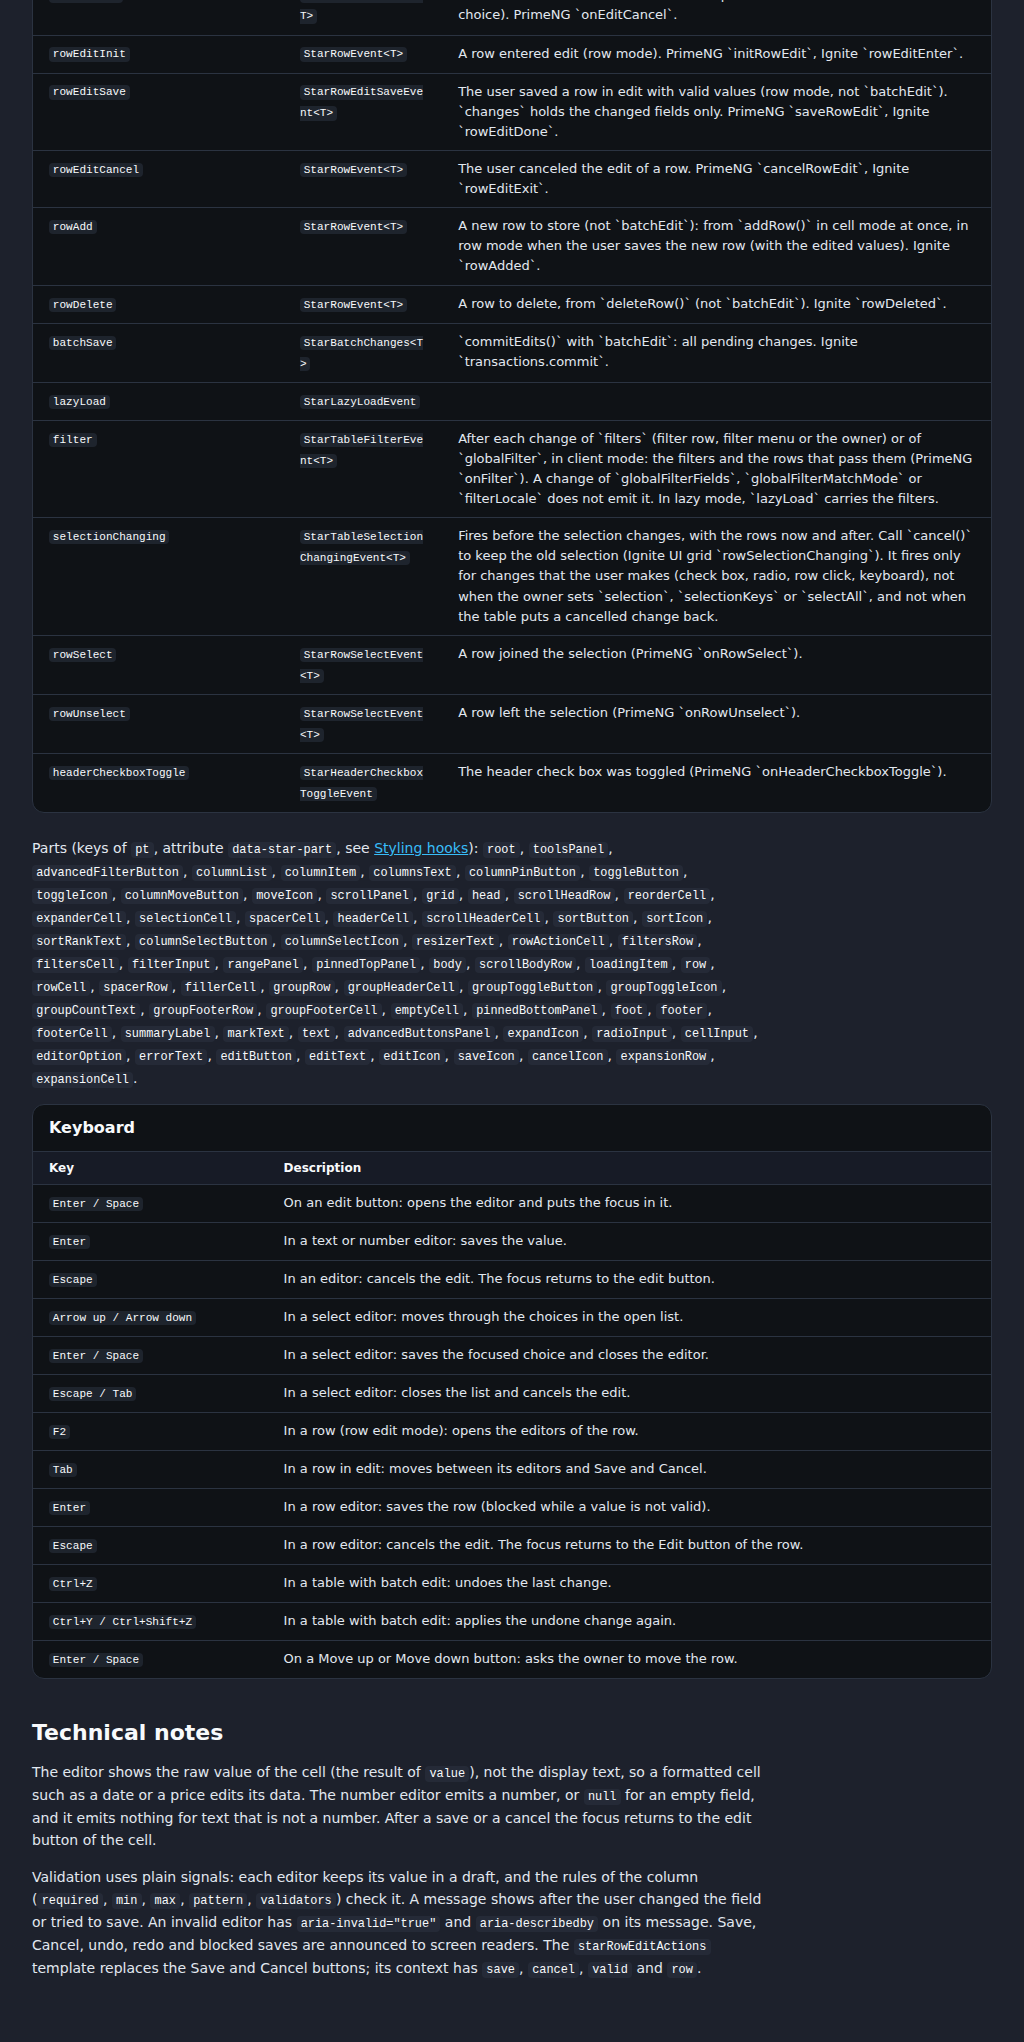 T>
choice). PrimeNG `onEditCancel`.
rowEditInit
StarRowEvent<T>
A row entered edit (row mode). PrimeNG `initRowEdit`, Ignite `rowEditEnter`.
rowEditSave
StarRowEditSaveEve
nt<T>
The user saved a row in edit with valid values (row mode, not `batchEdit`).
`changes` holds the changed fields only. PrimeNG `saveRowEdit`, Ignite
`rowEditDone`.
rowEditCancel
StarRowEvent<T>
The user canceled the edit of a row. PrimeNG `cancelRowEdit`, Ignite
`rowEditExit`.
rowAdd
StarRowEvent<T>
A new row to store (not `batchEdit`): from `addRow()` in cell mode at once, in
row mode when the user saves the new row (with the edited values). Ignite
`rowAdded`.
rowDelete
StarRowEvent<T>
A row to delete, from `deleteRow()` (not `batchEdit`). Ignite `rowDeleted`.
batchSave
StarBatchChanges<T
>
`commitEdits()` with `batchEdit`: all pending changes. Ignite
`transactions.commit`.
lazyLoad
StarLazyLoadEvent
filter
StarTableFilterEve
nt<T>
After each change of `filters` (filter row, filter menu or the owner) or of
`globalFilter`, in client mode: the filters and the rows that pass them (PrimeNG
`onFilter`). A change of `globalFilterFields`, `globalFilterMatchMode` or
`filterLocale` does not emit it. In lazy mode, `lazyLoad` carries the filters.
selectionChanging
StarTableSelection
ChangingEvent<T>
Fires before the selection changes, with the rows now and after. Call `cancel()`
to keep the old selection (Ignite UI grid `rowSelectionChanging`). It fires only
for changes that the user makes (check box, radio, row click, keyboard), not
when the owner sets `selection`, `selectionKeys` or `selectAll`, and not when
the table puts a cancelled change back.
rowSelect
StarRowSelectEvent
<T>
A row joined the selection (PrimeNG `onRowSelect`).
rowUnselect
StarRowSelectEvent
<T>
A row left the selection (PrimeNG `onRowUnselect`).
headerCheckboxToggle
StarHeaderCheckbox
ToggleEvent
The header check box was toggled (PrimeNG `onHeaderCheckboxToggle`).
Parts (keys of pt, attribute data-star-part, see Styling hooks): root, toolsPanel,
advancedFilterButton, columnList, columnItem, columnsText, columnPinButton, toggleButton,
toggleIcon, columnMoveButton, moveIcon, scrollPanel, grid, head, scrollHeadRow, reorderCell,
expanderCell, selectionCell, spacerCell, headerCell, scrollHeaderCell, sortButton, sortIcon,
sortRankText, columnSelectButton, columnSelectIcon, resizerText, rowActionCell, filtersRow,
filtersCell, filterInput, rangePanel, pinnedTopPanel, body, scrollBodyRow, loadingItem, row,
rowCell, spacerRow, fillerCell, groupRow, groupHeaderCell, groupToggleButton, groupToggleIcon,
groupCountText, groupFooterRow, groupFooterCell, emptyCell, pinnedBottomPanel, foot, footer,
footerCell, summaryLabel, markText, text, advancedButtonsPanel, expandIcon, radioInput, cellInput,
editorOption, errorText, editButton, editText, editIcon, saveIcon, cancelIcon, expansionRow,
expansionCell.
Keyboard
Key
Description
Enter / Space
On an edit button: opens the editor and puts the focus in it.
Enter
In a text or number editor: saves the value.
Escape
In an editor: cancels the edit. The focus returns to the edit button.
Arrow up / Arrow down
In a select editor: moves through the choices in the open list.
Enter / Space
In a select editor: saves the focused choice and closes the editor.
Escape / Tab
In a select editor: closes the list and cancels the edit.
F2
In a row (row edit mode): opens the editors of the row.
Tab
In a row in edit: moves between its editors and Save and Cancel.
Enter
In a row editor: saves the row (blocked while a value is not valid).
Escape
In a row editor: cancels the edit. The focus returns to the Edit button of the row.
Ctrl+Z
In a table with batch edit: undoes the last change.
Ctrl+Y / Ctrl+Shift+Z
In a table with batch edit: applies the undone change again.
Enter / Space
On a Move up or Move down button: asks the owner to move the row.
Technical notes
The editor shows the raw value of the cell (the result of value), not the display text, so a formatted cell
such as a date or a price edits its data. The number editor emits a number, or null for an empty field,
and it emits nothing for text that is not a number. After a save or a cancel the focus returns to the edit
button of the cell.
Validation uses plain signals: each editor keeps its value in a draft, and the rules of the column
(required, min, max, pattern, validators) check it. A message shows after the user changed the field
or tried to save. An invalid editor has aria-invalid="true" and aria-describedby on its message. Save,
Cancel, undo, redo and blocked saves are announced to screen readers. The starRowEditActions
template replaces the Save and Cancel buttons; its context has save, cancel, valid and row.